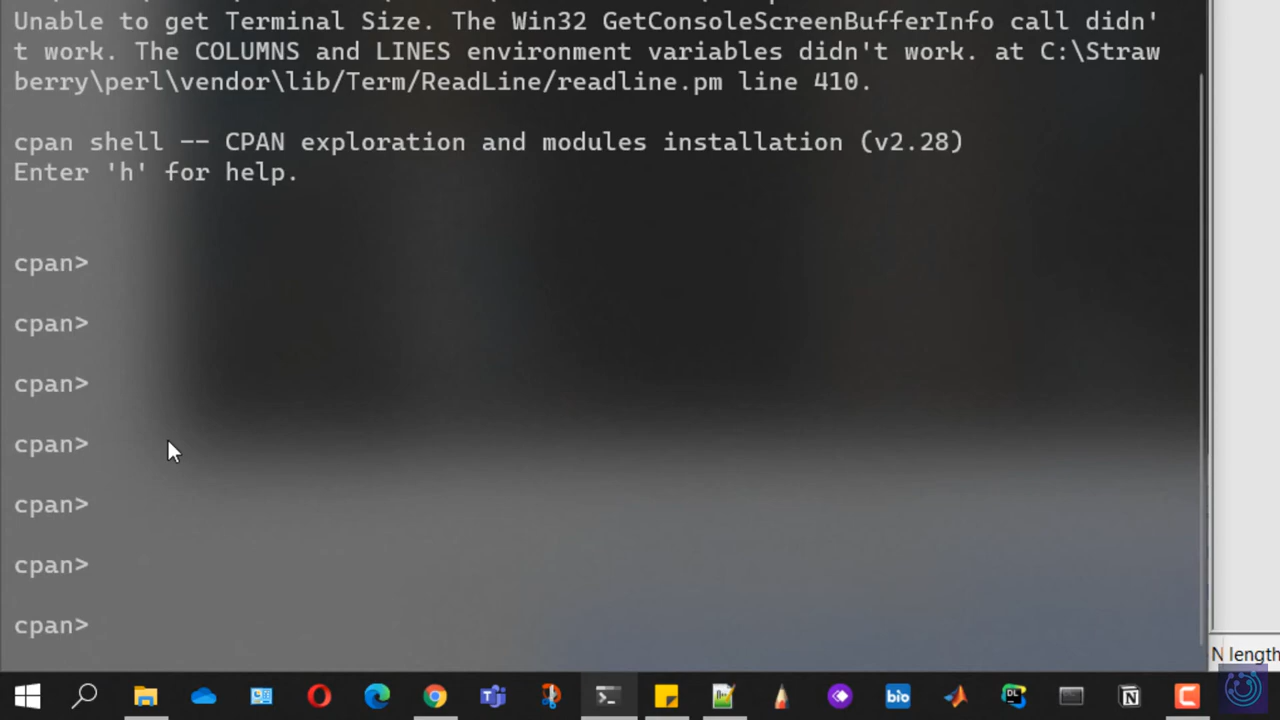 Unable to get Terminal Size. The Win32 GetConsoleScreenBufferInfo call didn'
t work. The COLUMNS and LINES environment variables didn't work. at C:\Straw
berry\perl\vendor\lib/Term/ReadLine/readline.pm line 410.
cpan shell -- CPAN exploration and modules installation (v2.28)
Enter 'h' for help.
cpan>
cpan>
cpan>
cpan>
cpan>
cpan>
cpan>
N length
bio
DL
N